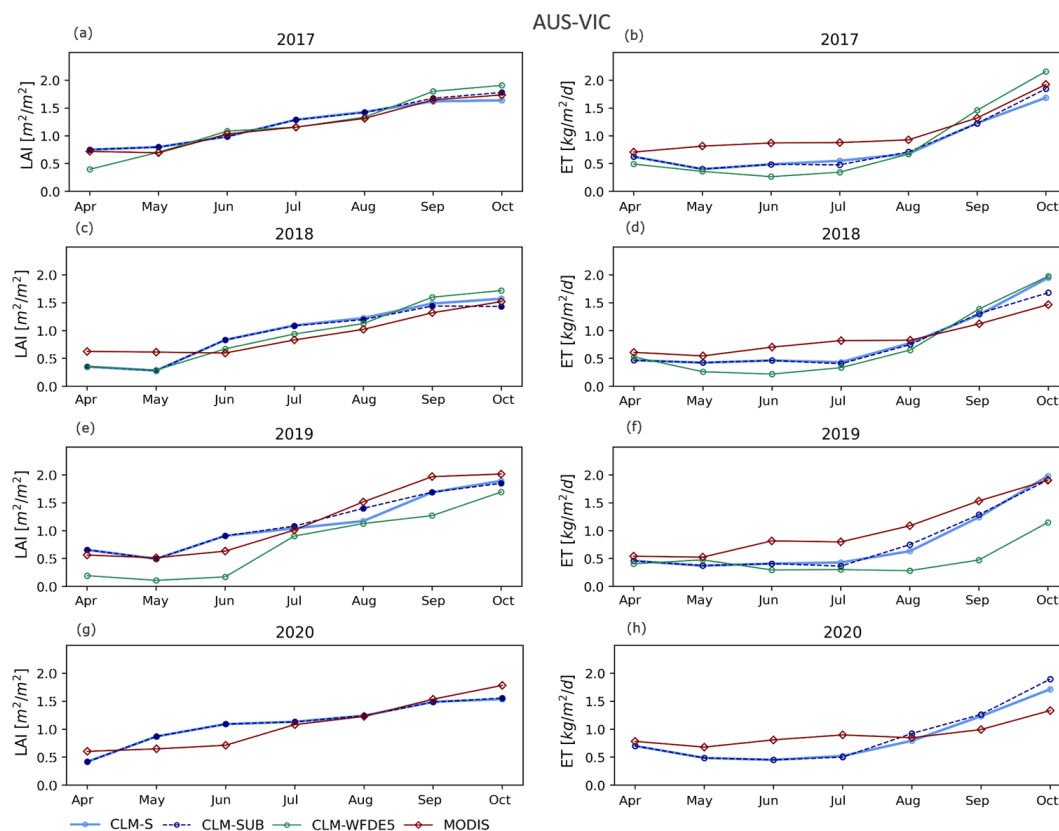 AUS-VIC
(a)
2017
LAI [m²/m²]
2.0
1.5
1.0
0.5
0.0
Apr May Jun Jul Aug Sep Oct
(b)
2017
ET [kg/m²/d]
2.0
1.5
1.0
0.5
0.0
Apr May Jun Jul Aug Sep Oct
(c)
2018
LAI [m²/m²]
2.0
1.5
1.0
0.5
0.0
Apr May Jun Jul Aug Sep Oct
(d)
2018
ET [kg/m²/d]
2.0
1.5
1.0
0.5
0.0
Apr May Jun Jul Aug Sep Oct
(e)
2019
LAI [m²/m²]
2.0
1.5
1.0
0.5
0.0
Apr May Jun Jul Aug Sep Oct
(f)
2019
ET [kg/m²/d]
2.0
1.5
1.0
0.5
0.0
Apr May Jun Jul Aug Sep Oct
(g)
2020
LAI [m²/m²]
2.0
1.5
1.0
0.5
0.0
Apr May Jun Jul Aug Sep Oct
(h)
2020
ET [kg/m²/d]
2.0
1.5
1.0
0.5
0.0
Apr May Jun Jul Aug Sep Oct
CLM-S CLM-SUB CLM-WFDE5 MODIS